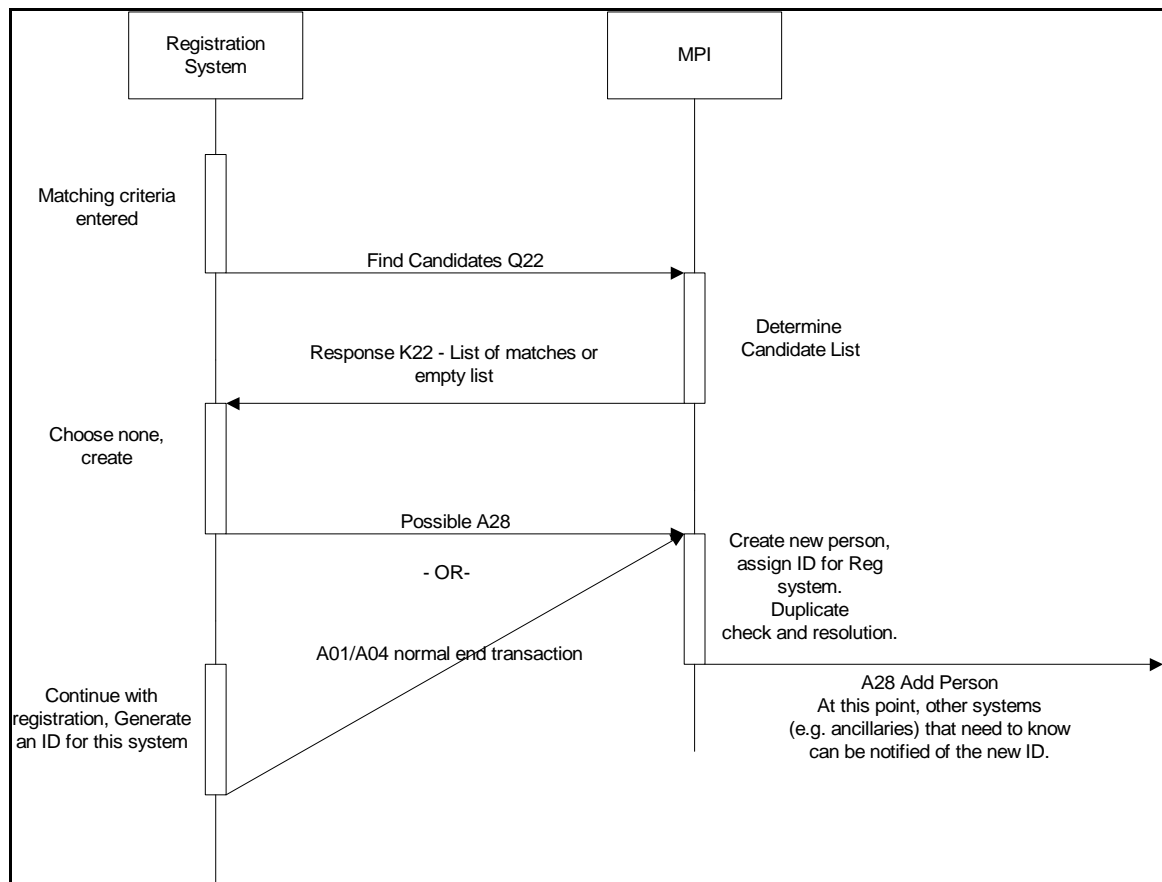 Registration
System
MPI
Matching criteria
entered
Find Candidates Q22
Determine
Candidate List
Response K22 - List of matches or
empty list
Choose none,
create
Possible A28
Create new person,
assign ID for Reg
system.
Duplicate
check and resolution.
- OR-
A01/A04 normal end transaction
Continue with
registration, Generate
an ID for this system
A28 Add Person
At this point, other systems
(e.g. ancillaries) that need to know
can be notified of the new ID.